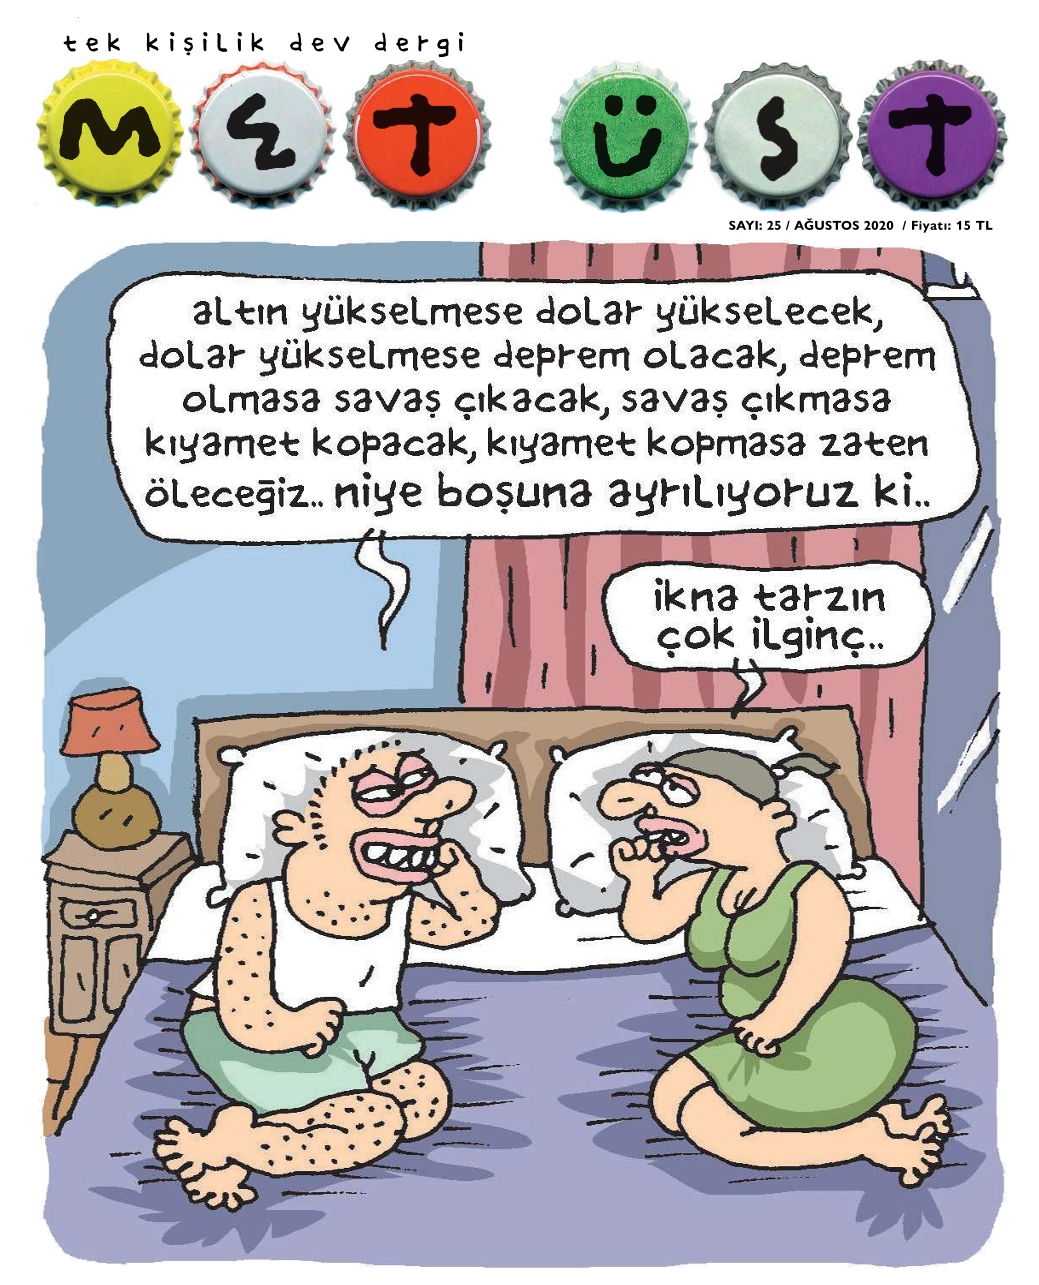 tek kişilik dev dergi
MET ÜST
SAYI: 25 / AĞUSTOS 2020 / Fiyatı: 15 TL
altın yükselmese dolar yükselecek,
dolar yükselmese deprem olacak, deprem
olmasa savaş çıkacak, savaş çıkmasa
kıyamet kopacak, kıyamet kopmasa zaten
öleceğiz.. niye boşuna ayrılıyoruz ki..
ikna tarzın
çok ilginç..